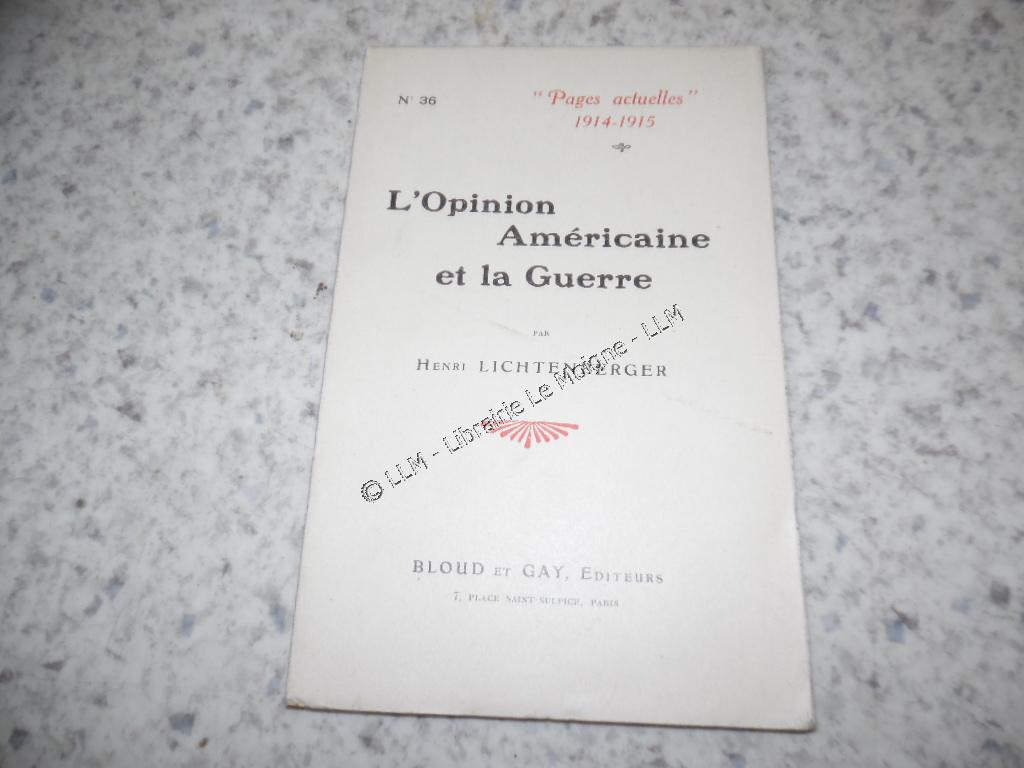 N° 36
"Pages actuelles"
1914-1915
L'Opinion
Américaine
et la Guerre
PAR
HENRI LICHTENBERGER
© LLM - Librairie Le Moigne - LLM
BLOUD ET GAY, EDITEURS
7, PLACE SAINT-SULPICE, PARIS